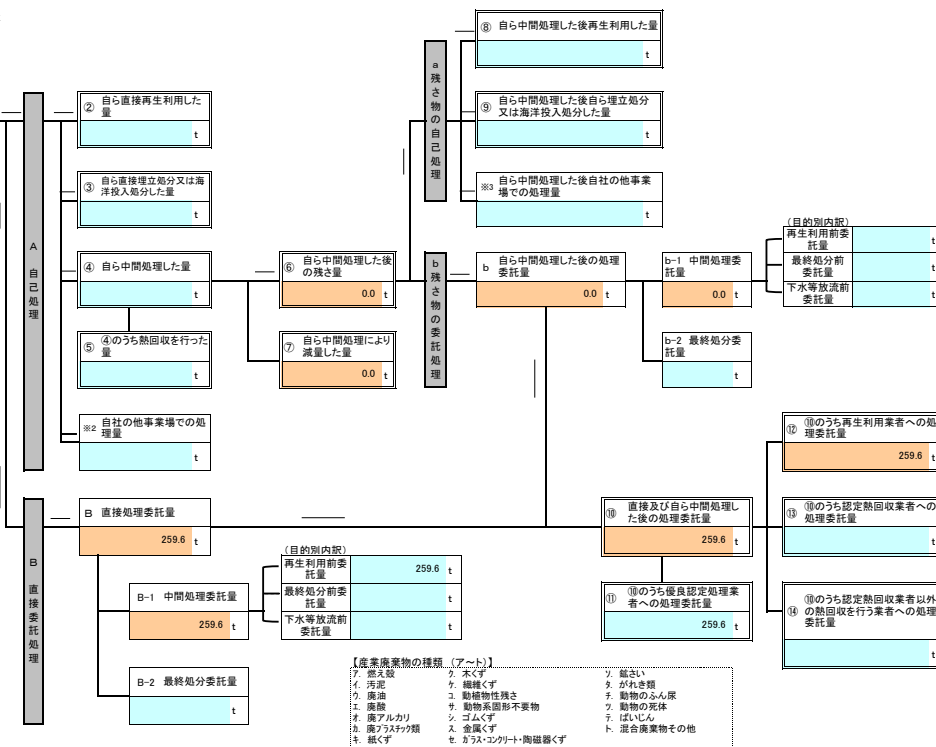 ⑧ 自ら中間処理した後再生利用した量
t
a 残さ物の自己処理
② 自ら直接再生利用した
量
t
⑨ 自ら中間処理した後自ら埋立処分
又は海洋投入処分した量
t
③ 自ら直接埋立処分又は海
洋投入処分した量
t
※3 自ら中間処理した後自社の他事業
場での処理量
t
A 自己処理
④ 自ら中間処理した量
t
⑥ 自ら中間処理した後
の残さ量
0.0 t
b 残さ物の委託処理
b 自ら中間処理した後の処理
委託量
0.0 t
b-1 中間処理委
託量
0.0 t
(目的別内訳)
再生利用前委
託量
t
最終処分前
委託量
t
下水等放流前
委託量
t
⑤ ④のうち熱回収を行った
量
t
⑦ 自ら中間処理により
減量した量
0.0 t
b-2 最終処分委
託量
t
※2 自社の他事業場での処
理量
t
⑫ ⑩のうち再生利用業者への処
理委託量
259.6 t
B 直接委託処理
B 直接処理委託量
259.6 t
⑩ 直接及び自ら中間処理し
た後の処理委託量
259.6 t
⑬ ⑩のうち認定熱回収業者への
処理委託量
t
(目的別内訳)
再生利用前委
託量
259.6 t
最終処分前委
託量
t
下水等放流前
委託量
t
B-1 中間処理委託量
259.6 t
⑪ ⑩のうち優良認定処理業
者への処理委託量
259.6 t
⑭ ⑩のうち認定熱回収業者以外
の熱回収を行う業者への処理
委託量
t
B-2 最終処分委託量
t
【産業廃棄物の種類 (ア～ト)】
ア. 燃え殻 ク. 木くず ソ. 鉱さい
イ. 汚泥 ケ. 繊維くず タ. がれき類
ウ. 廃油 コ. 動植物性残さ チ. 動物のふん尿
エ. 廃酸 サ. 動物系固形不要物 ツ. 動物の死体
オ. 廃アルカリ シ. ゴムくず テ. ばいじん
カ. 廃プラスチック類 ス. 金属くず ト. 混合廃棄物その他
キ. 紙くず セ. ガラス・コンクリート・陶磁器くず